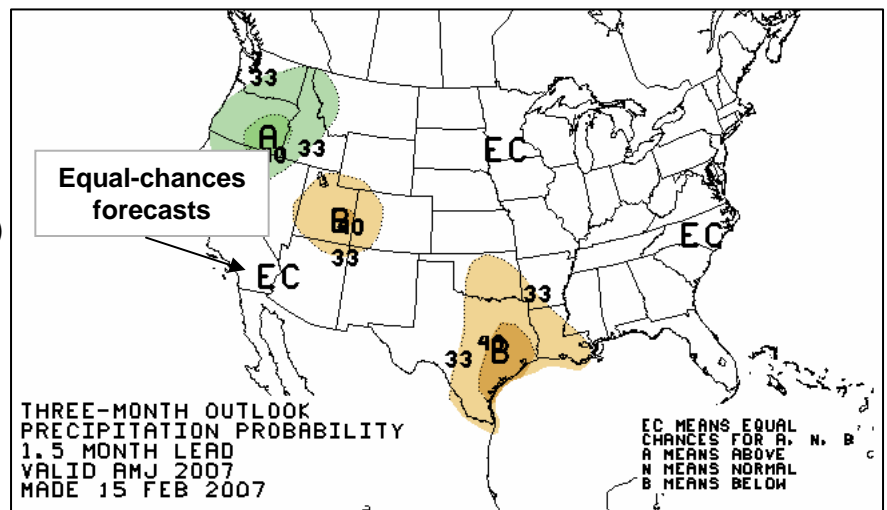 33
A
40
33
EC
Equal-chances
forecasts
B
40
EC
33
EC
33
40
33
B
THREE-MONTH OUTLOOK
PRECIPITATION PROBABILITY
1.5 MONTH LEAD
VALID AMJ 2007
MADE 15 FEB 2007
EC MEANS EQUAL
CHANCES FOR A, N, B
A MEANS ABOVE
N MEANS NORMAL
B MEANS BELOW
)